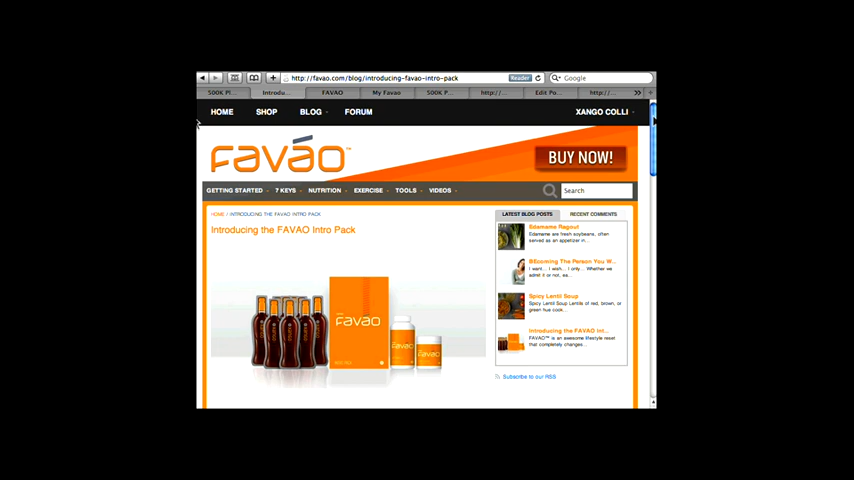 http://favao.com/blog/introducing-favao-intro-pack
Reader
Google
500K Pl...
Introdu...
FAVAO
My Favao
500K P...
http://...
Edit Po...
http://...
HOME
SHOP
BLOG
FORUM
XANGO COLLI
FAVÁO™
BUY NOW!
GETTING STARTED
7 KEYS
NUTRITION
EXERCISE
TOOLS
VIDEOS
Search
HOME / INTRODUCING THE FAVAO INTRO PACK
Introducing the FAVAO Intro Pack
FAVAO
FAVAO
FAVAO
LATEST BLOG POSTS
RECENT COMMENTS
Edamame Ragout
Edamame are fresh soybeans, often
served as an appetizer in...
BEcoming The Person You W...
I want... I wish... I only... Whether we
admit it or not, ea...
Spicy Lentil Soup
Spicy Lentil Soup Lentils of red, brown, or
green hue cook...
Introducing the FAVAO Int...
FAVAO™ is an awesome lifestyle reset
that completely changes...
Subscribe to our RSS